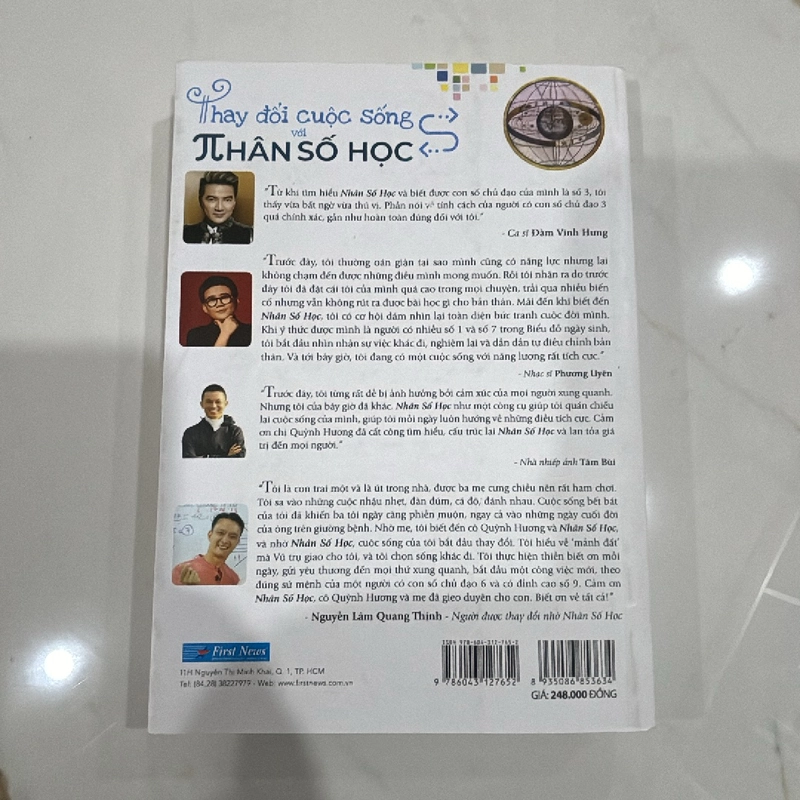 Thay đổi cuộc sống
với
NHÂN SỐ HỌC
"Từ khi tìm hiểu Nhân Số Học và biết được con số chủ đạo của mình là số 3, tôi
thấy vừa bất ngờ vừa thú vị. Phần nói về tính cách của người có con số chủ đạo 3
quá chính xác, gần như hoàn toàn đúng đối với tôi."
- Ca sĩ Đàm Vĩnh Hưng
"Trước đây, tôi thường oán giận tại sao mình cũng có năng lực nhưng lại
không chạm đến được những điều mình mong muốn. Rồi tôi nhận ra do trước
đây tôi đã đặt cái tôi của mình quá cao trong mọi chuyện, trải qua nhiều biến
cố nhưng vẫn không rút ra được bài học gì cho bản thân. Mãi đến khi biết đến
Nhân Số Học, tôi có cơ hội dám nhìn lại toàn diện bức tranh cuộc đời mình.
Khi ý thức được mình là người có nhiều số 1 và số 7 trong Biểu đồ ngày sinh,
tôi bắt đầu nhìn nhận sự việc khác đi, nghiệm lại và dần dần tự điều chỉnh bản
thân. Và tới bây giờ, tôi đang có một cuộc sống với năng lượng rất tích cực."
- Nhạc sĩ Phương Uyên
"Trước đây, tôi từng rất dễ bị ảnh hưởng bởi cảm xúc của mọi người xung quanh.
Nhưng tôi của bây giờ đã khác. Nhân Số Học như một công cụ giúp tôi quán chiếu
lại cuộc sống của mình, giúp tôi mỗi ngày luôn hướng về những điều tích cực. Cảm
ơn chị Quỳnh Hương đã cất công tìm hiểu, cấu trúc lại Nhân Số Học và lan tỏa giá
trị đến mọi người."
- Nhà nhiếp ảnh Tâm Bùi
"Tôi là con trai một và là út trong nhà, được ba mẹ cưng chiều nên rất ham chơi.
Tôi sa vào những cuộc nhậu nhẹt, đàn đúm, cá độ, đánh nhau. Cuộc sống bê bết
của tôi đã khiến ba tôi ngày càng phiền muộn, ngay cả vào những ngày cuối đời
của ông trên giường bệnh. Nhờ mẹ, tôi biết đến cô Quỳnh Hương và Nhân Số Học,
và nhờ Nhân Số Học, cuộc sống của tôi bắt đầu thay đổi. Tôi hiểu về 'mảnh đất'
mà Vũ trụ giao cho tôi, và tôi chọn sống khác đi. Tôi thực hiện thiền biết ơn mỗi
ngày, gửi yêu thương đến mọi thứ xung quanh, bắt đầu một công việc mới, theo
đúng sứ mệnh của một người có con số chủ đạo 6 và có đỉnh cao số 9. Cảm ơn
Nhân Số Học, cô Quỳnh Hương và mẹ đã gieo duyên cho con. Biết ơn về tất cả!"
- Nguyễn Lâm Quang Thịnh - Người được thay đổi nhờ Nhân Số Học
First News
11H Nguyễn Thị Minh Khai, Q. 1, TP. HCM
Tel: (84.28) 38227979 - Web: www.firstnews.com.vn
ISBN 978-604-312-765-2
9 786043 127652
8 935086 853634
GIÁ: 248.000 ĐỒNG